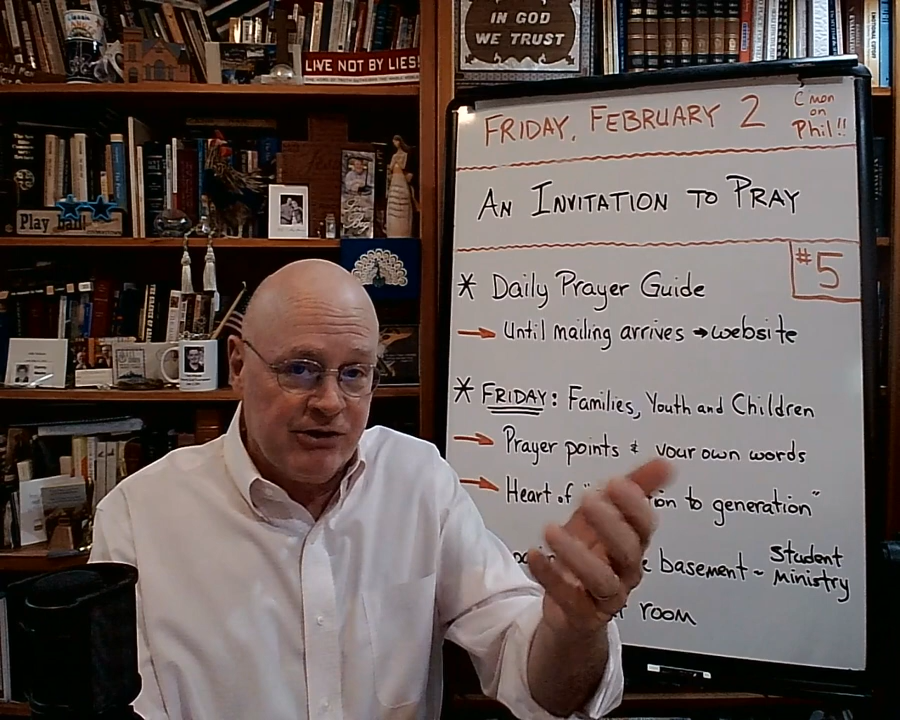 IN GOD
WE TRUST
LIVE NOT BY LIES!
Play Ball
FRIDAY, FEBRUARY 2
C'mon
on
Phil!!
AN INVITATION TO PRAY
#5
* Daily Prayer Guide
→ Until mailing arrives → website
* FRIDAY: Families, Youth and Children
→ Prayer points & your own words
→ Heart of " ion to generation"
basement ~ Student
ministry
room